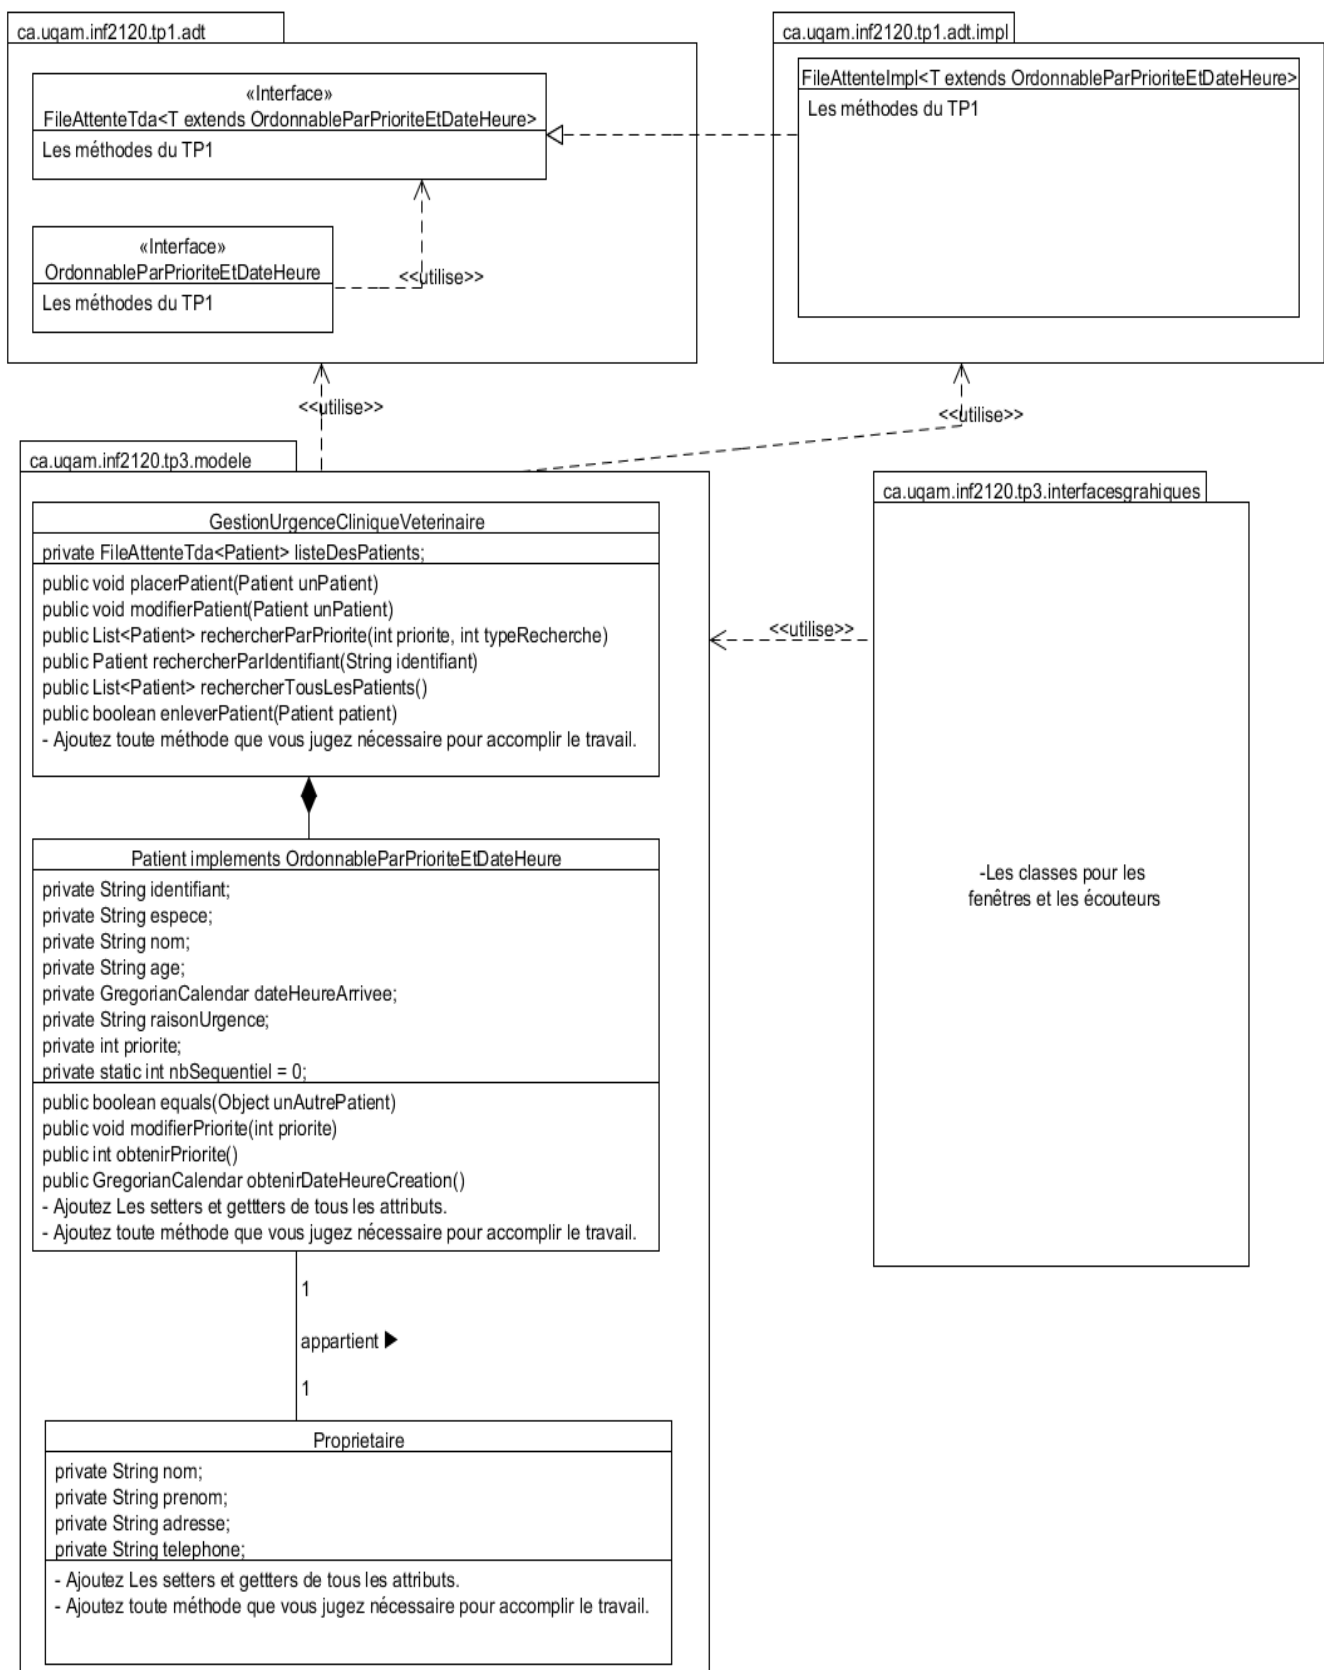 ca.uqam.inf2120.tp1.adt
«Interface»
FileAttenteTda<T extends OrdonnableParPrioriteEtDateHeure>
Les méthodes du TP1
«Interface»
OrdonnableParPrioriteEtDateHeure
Les méthodes du TP1
<<utilise>>
ca.uqam.inf2120.tp1.adt.impl
FileAttenteImpl<T extends OrdonnableParPrioriteEtDateHeure>
Les méthodes du TP1
<<utilise>>
<<utilise>>
ca.uqam.inf2120.tp3.modele
GestionUrgenceCliniqueVeterinaire
private FileAttenteTda<Patient> listeDesPatients;
public void placerPatient(Patient unPatient)
public void modifierPatient(Patient unPatient)
public List<Patient> rechercherParPriorite(int priorite, int typeRecherche)
public Patient rechercherParIdentifiant(String identifiant)
public List<Patient> rechercherTousLesPatients()
public boolean enleverPatient(Patient patient)
- Ajoutez toute méthode que vous jugez nécessaire pour accomplir le travail.
<<utilise>>
ca.uqam.inf2120.tp3.interfacesgrahiques
-Les classes pour les
fenêtres et les écouteurs
Patient implements OrdonnableParPrioriteEtDateHeure
private String identifiant;
private String espece;
private String nom;
private String age;
private GregorianCalendar dateHeureArrivee;
private String raisonUrgence;
private int priorite;
private static int nbSequentiel = 0;
public boolean equals(Object unAutrePatient)
public void modifierPriorite(int priorite)
public int obtenirPriorite()
public GregorianCalendar obtenirDateHeureCreation()
- Ajoutez Les setters et gettters de tous les attributs.
- Ajoutez toute méthode que vous jugez nécessaire pour accomplir le travail.
1
appartient ▶
1
Proprietaire
private String nom;
private String prenom;
private String adresse;
private String telephone;
- Ajoutez Les setters et gettters de tous les attributs.
- Ajoutez toute méthode que vous jugez nécessaire pour accomplir le travail.